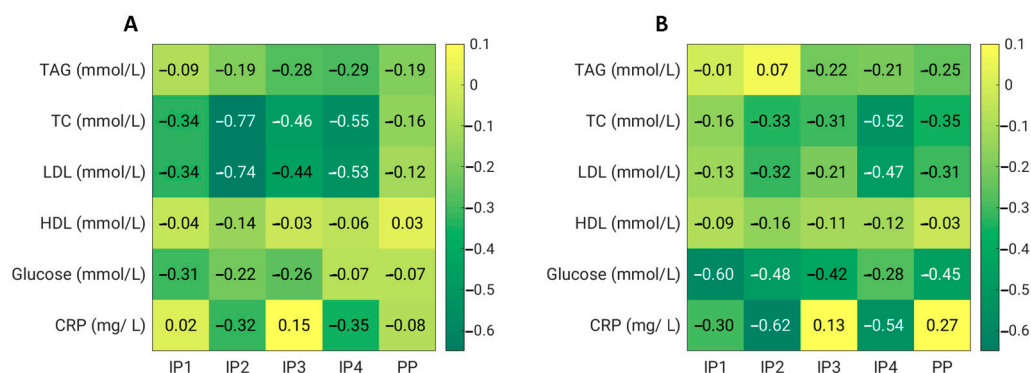 A
TAG (mmol/L) −0.09 −0.19 −0.28 −0.29 −0.19
TC (mmol/L) −0.34 −0.77 −0.46 −0.55 −0.16
LDL (mmol/L) −0.34 −0.74 −0.44 −0.53 −0.12
HDL (mmol/L) −0.04 −0.14 −0.03 −0.06 0.03
Glucose (mmol/L) −0.31 −0.22 −0.26 −0.07 −0.07
CRP (mg/ L) 0.02 −0.32 0.15 −0.35 −0.08
IP1 IP2 IP3 IP4 PP
0.1
0
−0.1
−0.2
−0.3
−0.4
−0.5
−0.6
B
TAG (mmol/L) −0.01 0.07 −0.22 −0.21 −0.25
TC (mmol/L) −0.16 −0.33 −0.31 −0.52 −0.35
LDL (mmol/L) −0.13 −0.32 −0.21 −0.47 −0.31
HDL (mmol/L) −0.09 −0.16 −0.11 −0.12 −0.03
Glucose (mmol/L) −0.60 −0.48 −0.42 −0.28 −0.45
CRP (mg/ L) −0.30 −0.62 0.13 −0.54 0.27
IP1 IP2 IP3 IP4 PP
0.1
0
−0.1
−0.2
−0.3
−0.4
−0.5
−0.6